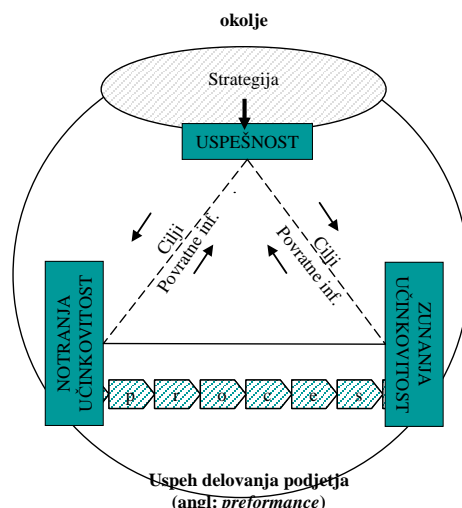 okolje
Strategija
USPEŠNOST
Cilji
Povratne inf.
Cilji
Povratne inf.
NOTRANJA
UČINKOVITOST
ZUNANJA
UČINKOVITOST
p r o c e s
Uspeh delovanja podjetja
(angl: preformance)